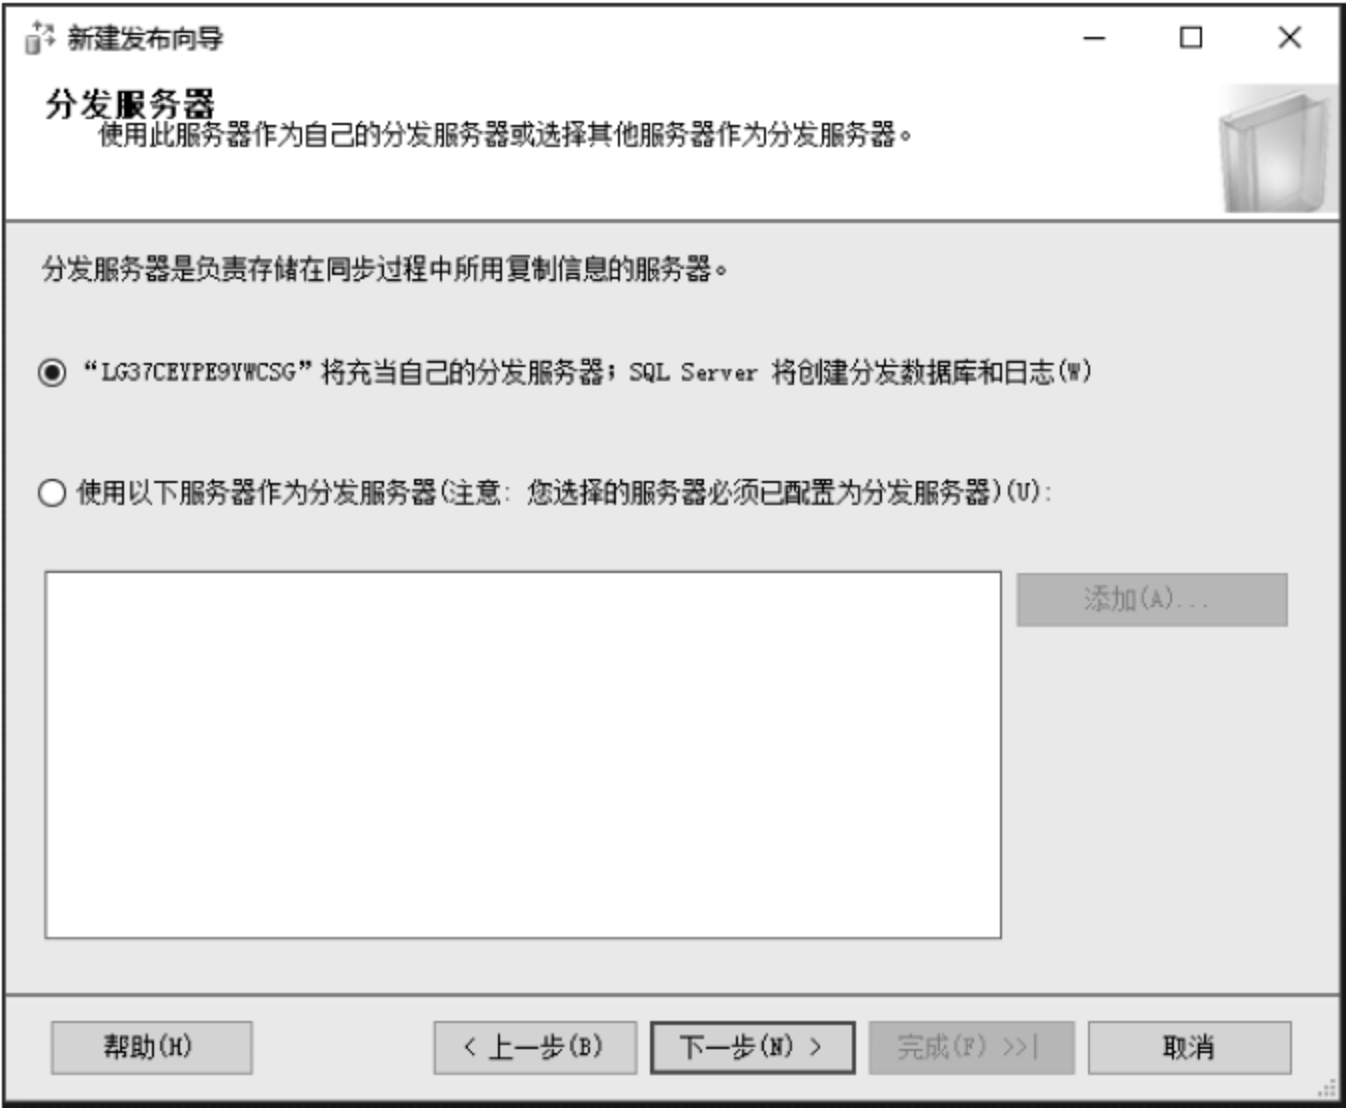 新建发布向导
分发服务器
使用此服务器作为自己的分发服务器或选择其他服务器作为分发服务器。
分发服务器是负责存储在同步过程中所用复制信息的服务器。
“LG37CEYPE9YWCSG”将充当自己的分发服务器；SQL Server 将创建分发数据库和日志(W)
使用以下服务器作为分发服务器(注意: 您选择的服务器必须已配置为分发服务器)(U):
添加(A)...
帮助(H)
< 上一步(B)
下一步(N) >
完成(F) >>|
取消